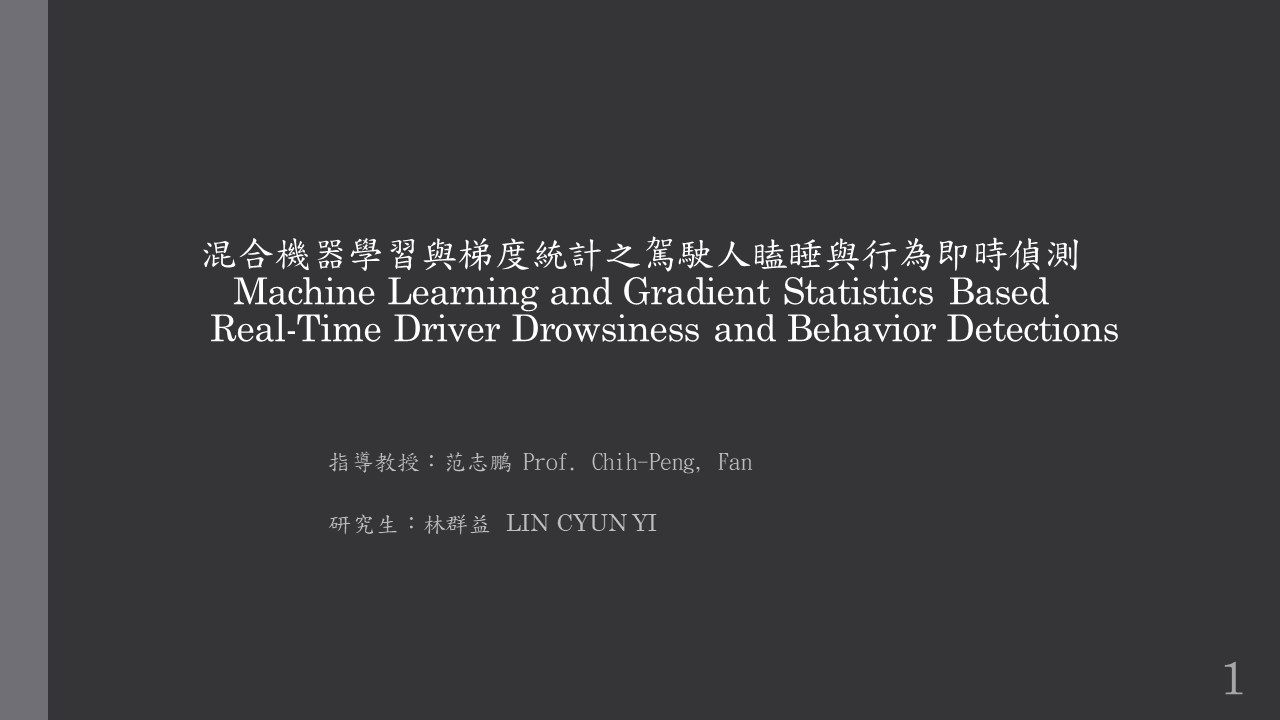 混合機器學習與梯度統計之駕駛人瞌睡與行為即時偵測
Machine Learning and Gradient Statistics Based
Real-Time Driver Drowsiness and Behavior Detections
指導教授：范志鵬 Prof. Chih-Peng, Fan
研究生：林群益 LIN CYUN YI
1